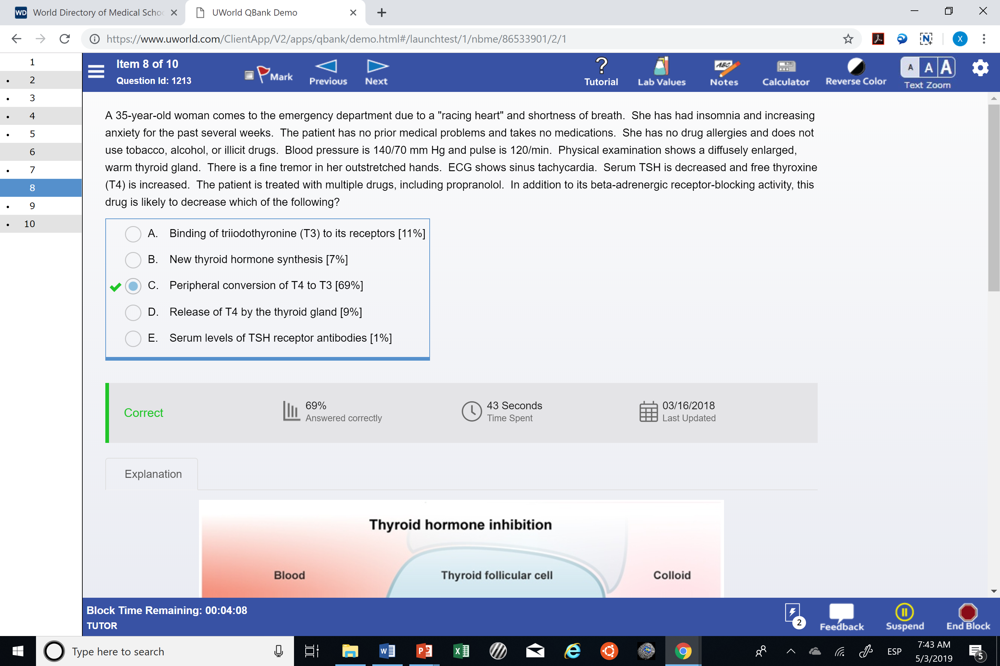 World Directory of Medical Schoo
UWorld QBank Demo
https://www.uworld.com/ClientApp/V2/apps/qbank/demo.html#/launchtest/1/nbme/86533901/2/1
X
1
2
3
4
5
6
7
8
9
10
Item 8 of 10
Question Id: 1213
Mark
Previous
Next
Tutorial
Lab Values
Notes
Calculator
Reverse Color
A A A
Text Zoom
A 35-year-old woman comes to the emergency department due to a "racing heart" and shortness of breath. She has had insomnia and increasing
anxiety for the past several weeks. The patient has no prior medical problems and takes no medications. She has no drug allergies and does not
use tobacco, alcohol, or illicit drugs. Blood pressure is 140/70 mm Hg and pulse is 120/min. Physical examination shows a diffusely enlarged,
warm thyroid gland. There is a fine tremor in her outstretched hands. ECG shows sinus tachycardia. Serum TSH is decreased and free thyroxine
(T4) is increased. The patient is treated with multiple drugs, including propranolol. In addition to its beta-adrenergic receptor-blocking activity, this
drug is likely to decrease which of the following?
A. Binding of triiodothyronine (T3) to its receptors [11%]
B. New thyroid hormone synthesis [7%]
C. Peripheral conversion of T4 to T3 [69%]
D. Release of T4 by the thyroid gland [9%]
E. Serum levels of TSH receptor antibodies [1%]
Correct
69%
Answered correctly
43 Seconds
Time Spent
03/16/2018
Last Updated
Explanation
Thyroid hormone inhibition
Blood
Thyroid follicular cell
Colloid
Block Time Remaining: 00:04:08
TUTOR
2
Feedback
Suspend
End Block
Type here to search
ESP
7:43 AM
5/3/2019
5